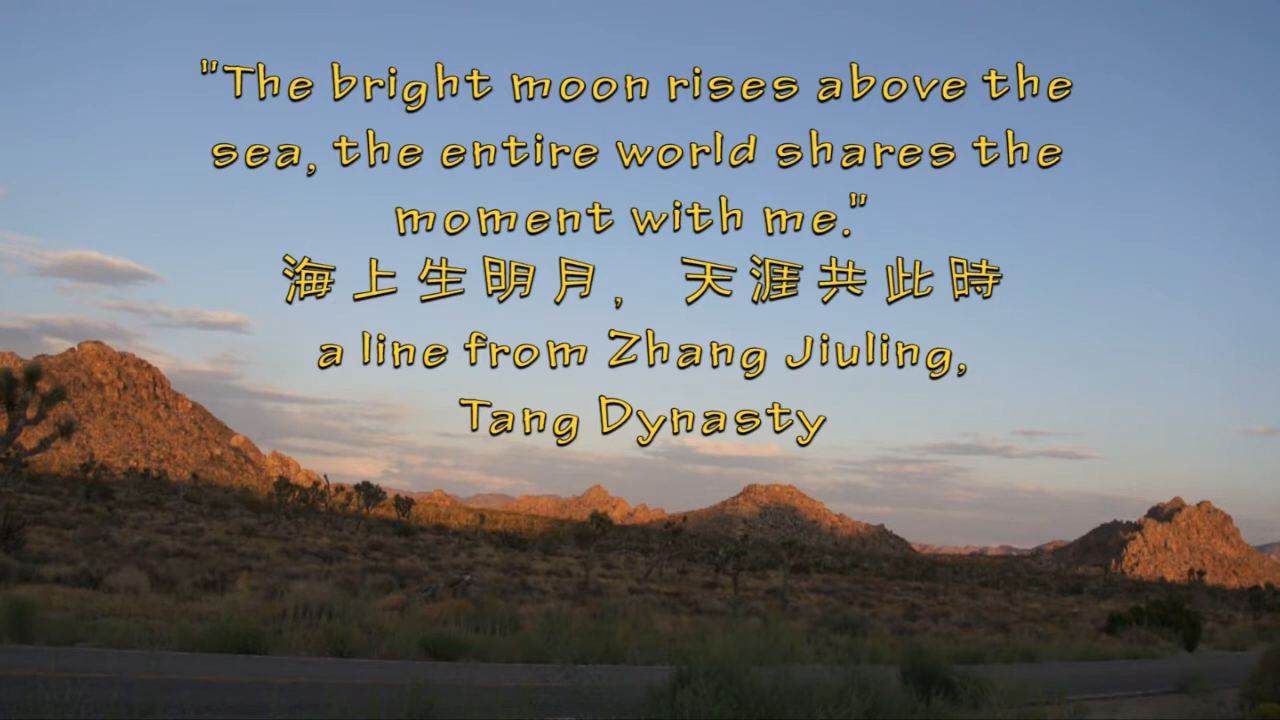 "The bright moon rises above the
sea, the entire world shares the
moment with me."
海上生明月，天涯共此時
a line from Zhang Jiuling,
Tang Dynasty